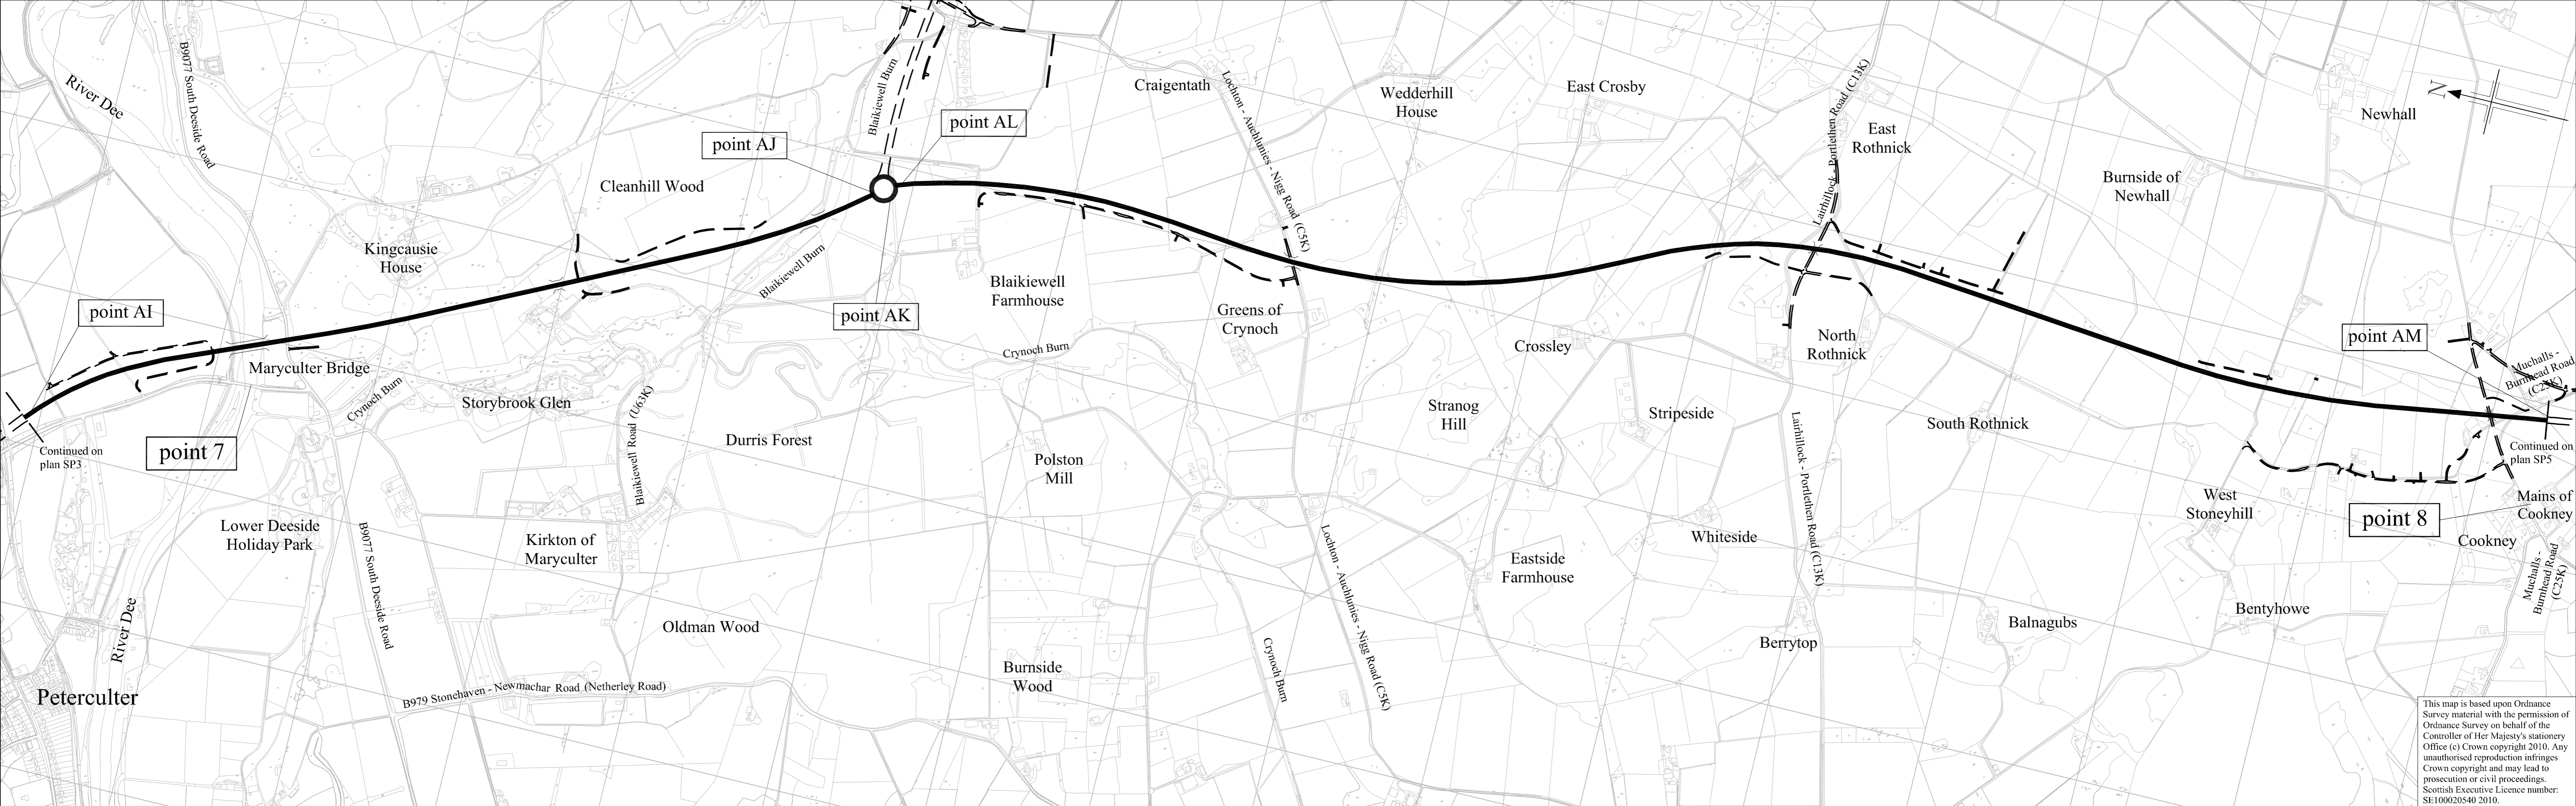 River Dee
B9077 South Deeside Road
Blaikiewell Burn
point AL
point AJ
Cleanhill Wood
Craigentath
Lochton - Auchlunies - Nigg Road (C5K)
Wedderhill
House
East Crosby
Lairhillock - Portlethen Road (C13K)
East
Rothnick
Burnside of
Newhall
Newhall
N
Kingcausie
House
Blaikiewell Burn
Blaikiewell
Farmhouse
point AI
point AK
Greens of
Crynoch
Crynoch Burn
Crossley
North
Rothnick
point AM
Muchalls -
Burnhead Road
(C25K)
Maryculter Bridge
Crynoch Burn
Storybrook Glen
Blaikiewell Road (U63K)
Durris Forest
Stranog
Hill
Stripeside
Lairhillock - Portlethen Road (C13K)
South Rothnick
Continued on
plan SP3
point 7
Polston
Mill
Continued on
plan SP5
West
Stoneyhill
point 8
Mains of
Cookney
Cookney
Muchalls -
Burnhead Road
(C25K)
Lower Deeside
Holiday Park
B9077 South Deeside Road
Kirkton of
Maryculter
Lochton - Auchlunies - Nigg Road (C5K)
Eastside
Farmhouse
Whiteside
Bentyhowe
Balnagubs
Berrytop
River Dee
Oldman Wood
Burnside
Wood
Crynoch Burn
Peterculter
B979 Stonehaven - Newmachar Road (Netherley Road)
This map is based upon Ordnance
Survey material with the permission of
Ordnance Survey on behalf of the
Controller of Her Majesty's stationery
Office (c) Crown copyright 2010. Any
unauthorised reproduction infringes
Crown copyright and may lead to
prosecution or civil proceedings.
Scottish Executive Licence number:
SE100020540 2010.